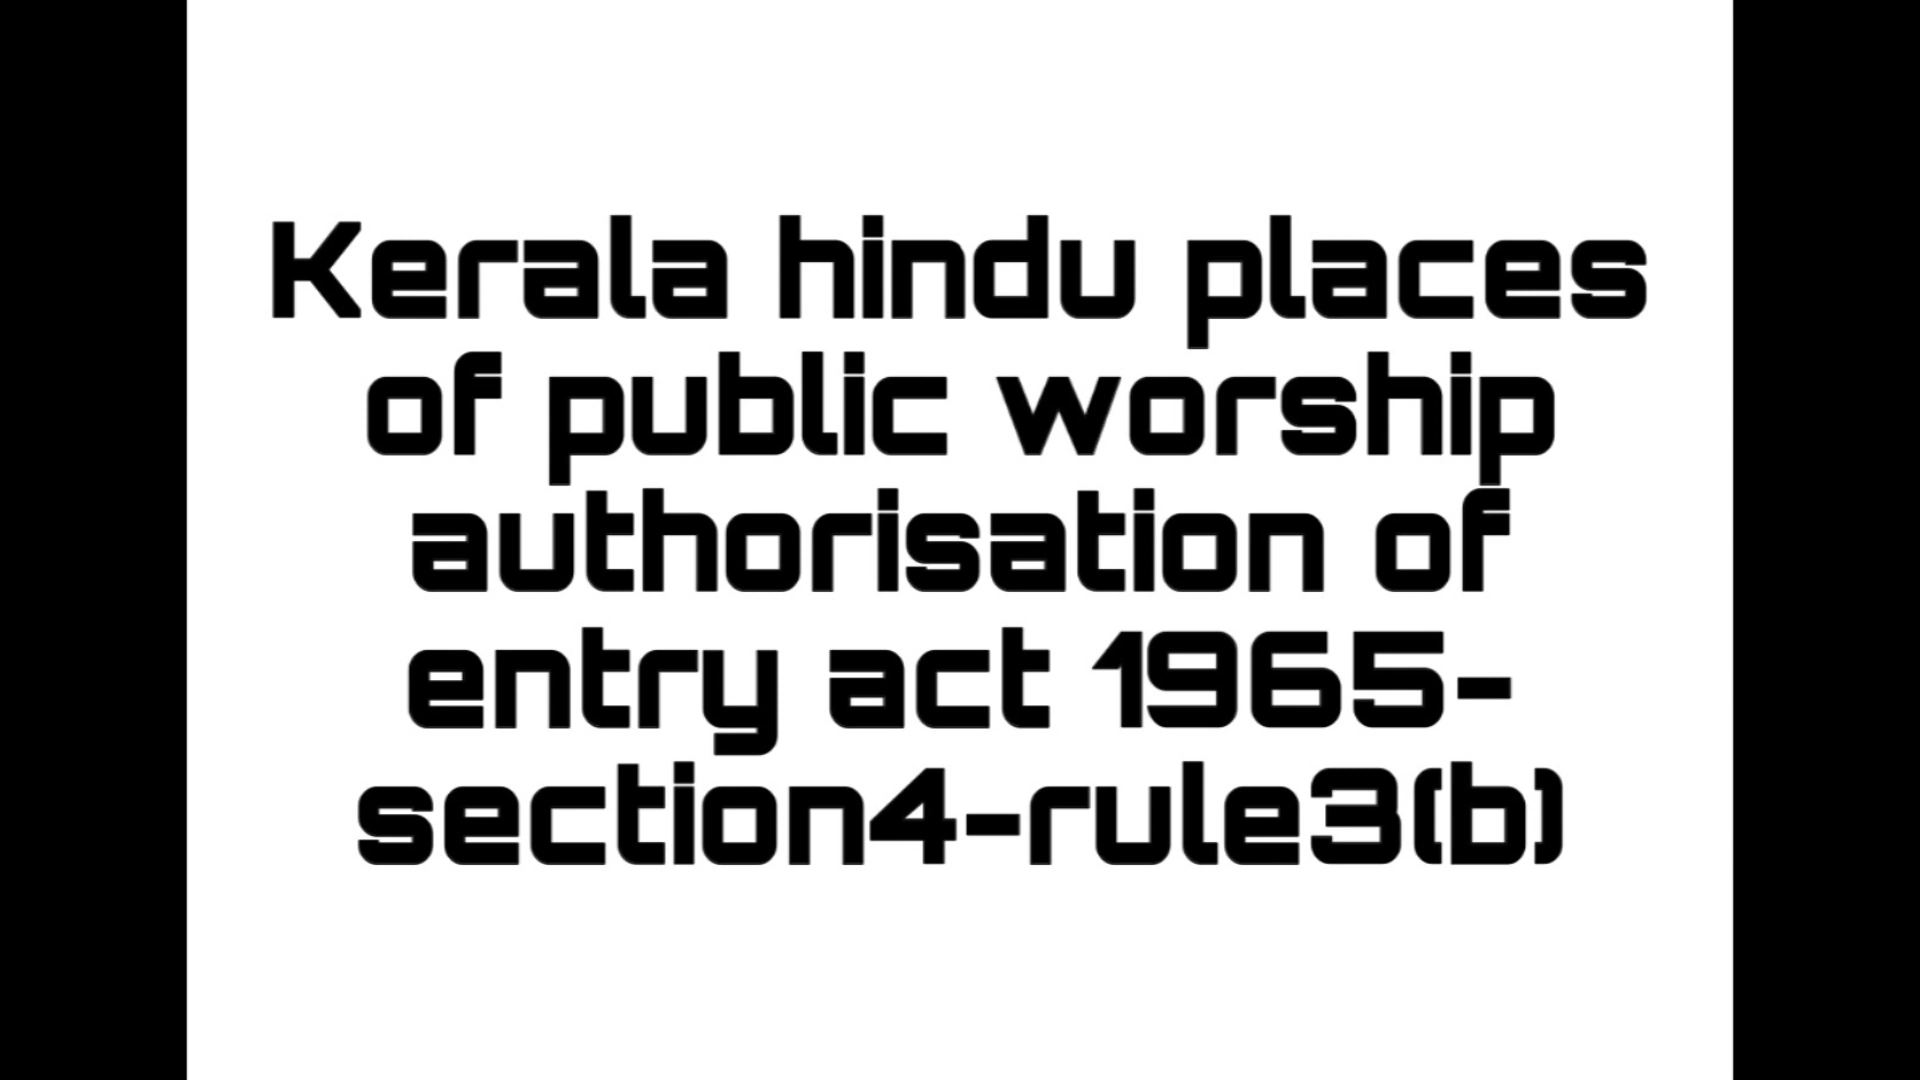 Kerala hindu places
of public worship
authorisation of
entry act 1965-
section4-rule3(b)